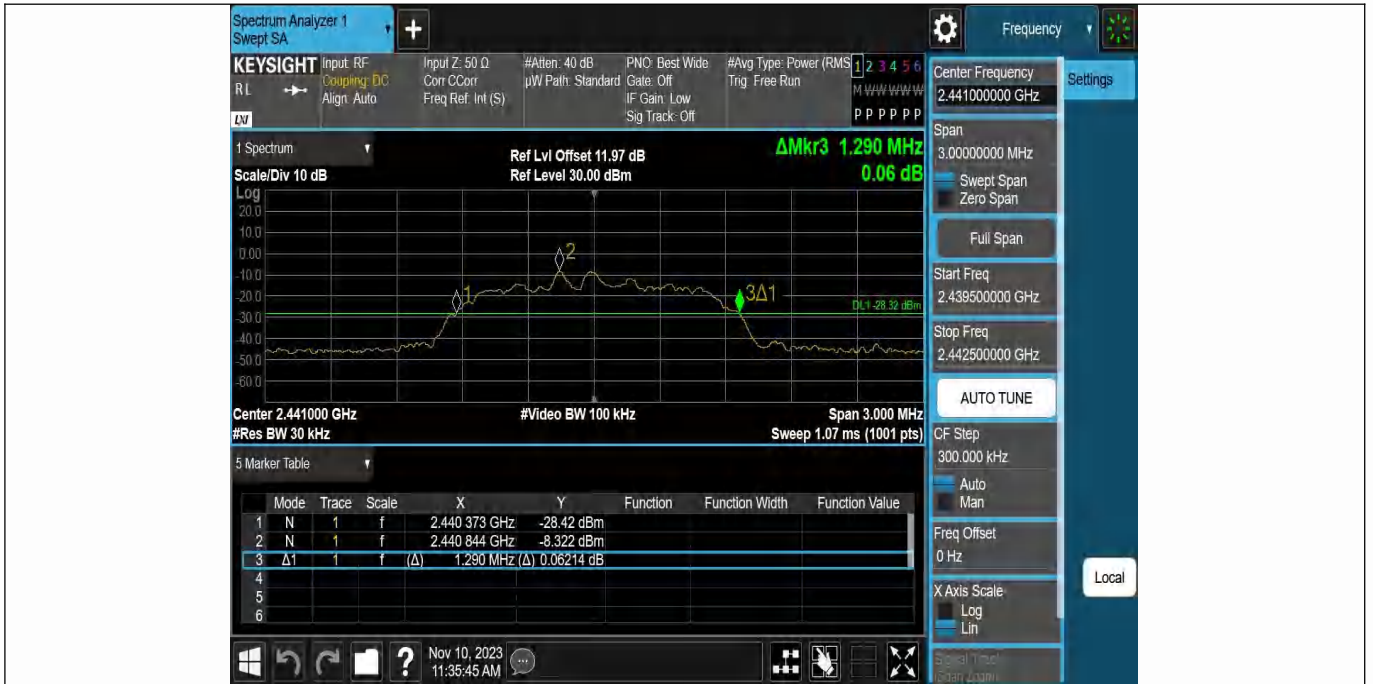 Spectrum Analyzer 1
Swept SA
Frequency
KEYSIGHT
RL
LXI
Input: RF
Coupling: DC
Align: Auto
Input Z: 50 Ω
Corr CCorr
Freq Ref: Int (S)
#Atten: 40 dB
µW Path: Standard
PNO: Best Wide
Gate: Off
IF Gain: Low
Sig Track: Off
#Avg Type: Power (RMS
Trig: Free Run
1 2 3 4 5 6
M W W W W W
P P P P P P
1 Spectrum
Scale/Div 10 dB
Ref Lvl Offset 11.97 dB
Ref Level 30.00 dBm
ΔMkr3 1.290 MHz
0.06 dB
Log
20.0
10.0
0.00
-10.0
-20.0
-30.0
-40.0
-50.0
-60.0
1
2
3Δ1
DL1 -28.32 dBm
Center 2.441000 GHz
#Video BW 100 kHz
Span 3.000 MHz
#Res BW 30 kHz
Sweep 1.07 ms (1001 pts)
5 Marker Table
Mode Trace Scale X Y Function Function Width Function Value
1 N 1 f 2.440 373 GHz -28.42 dBm
2 N 1 f 2.440 844 GHz -8.322 dBm
3 Δ1 1 f (Δ) 1.290 MHz (Δ) 0.06214 dB
4
5
6
Nov 10, 2023
11:35:45 AM
Center Frequency
2.441000000 GHz
Settings
Span
3.00000000 MHz
Swept Span
Zero Span
Full Span
Start Freq
2.439500000 GHz
Stop Freq
2.442500000 GHz
AUTO TUNE
CF Step
300.000 kHz
Auto
Man
Freq Offset
0 Hz
X Axis Scale
Log
Lin
Local
Signal Track
(Span Zoom)